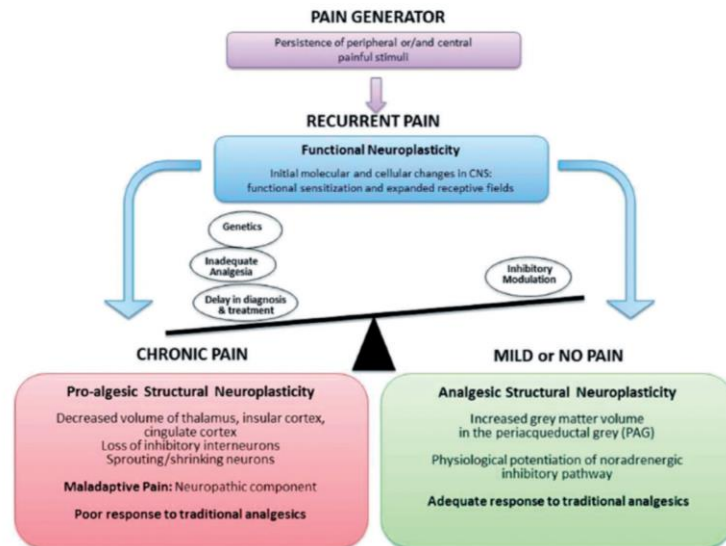 PAIN GENERATOR
Persistence of peripheral or/and central
painful stimuli
RECURRENT PAIN
Functional Neuroplasticity
Initial molecular and cellular changes in CNS:
functional sensitization and expanded receptive fields
Genetics
Inadequate
Analgesia
Delay in diagnosis
& treatment
Inhibitory
Modulation
CHRONIC PAIN
Pro-algesic Structural Neuroplasticity
Decreased volume of thalamus, insular cortex,
cingulate cortex
Loss of inhibitory interneurons
Sprouting/shrinking neurons
Maladaptive Pain: Neuropathic component
Poor response to traditional analgesics
MILD or NO PAIN
Analgesic Structural Neuroplasticity
Increased grey matter volume
in the periacqueductal grey (PAG)
Physiological potentiation of noradrenergic
inhibitory pathway
Adequate response to traditional analgesics